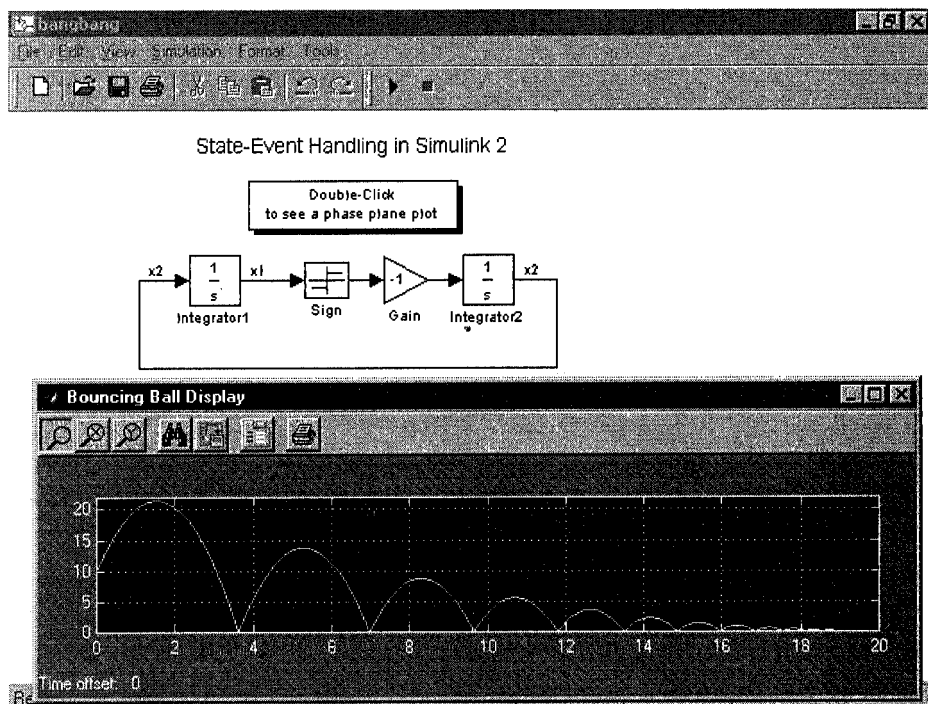 bangbang
File Edit View Simulation Format Tools
State-Event Handling in Simulink 2
Double-Click
to see a phase plane plot
x2 1 x1 -1 1 x2
s s
Integrator1 Sign Gain Integrator2
Bouncing Ball Display
20
15
10
5
0
0 2 4 6 8 10 12 14 16 18 20
Time offset: 0